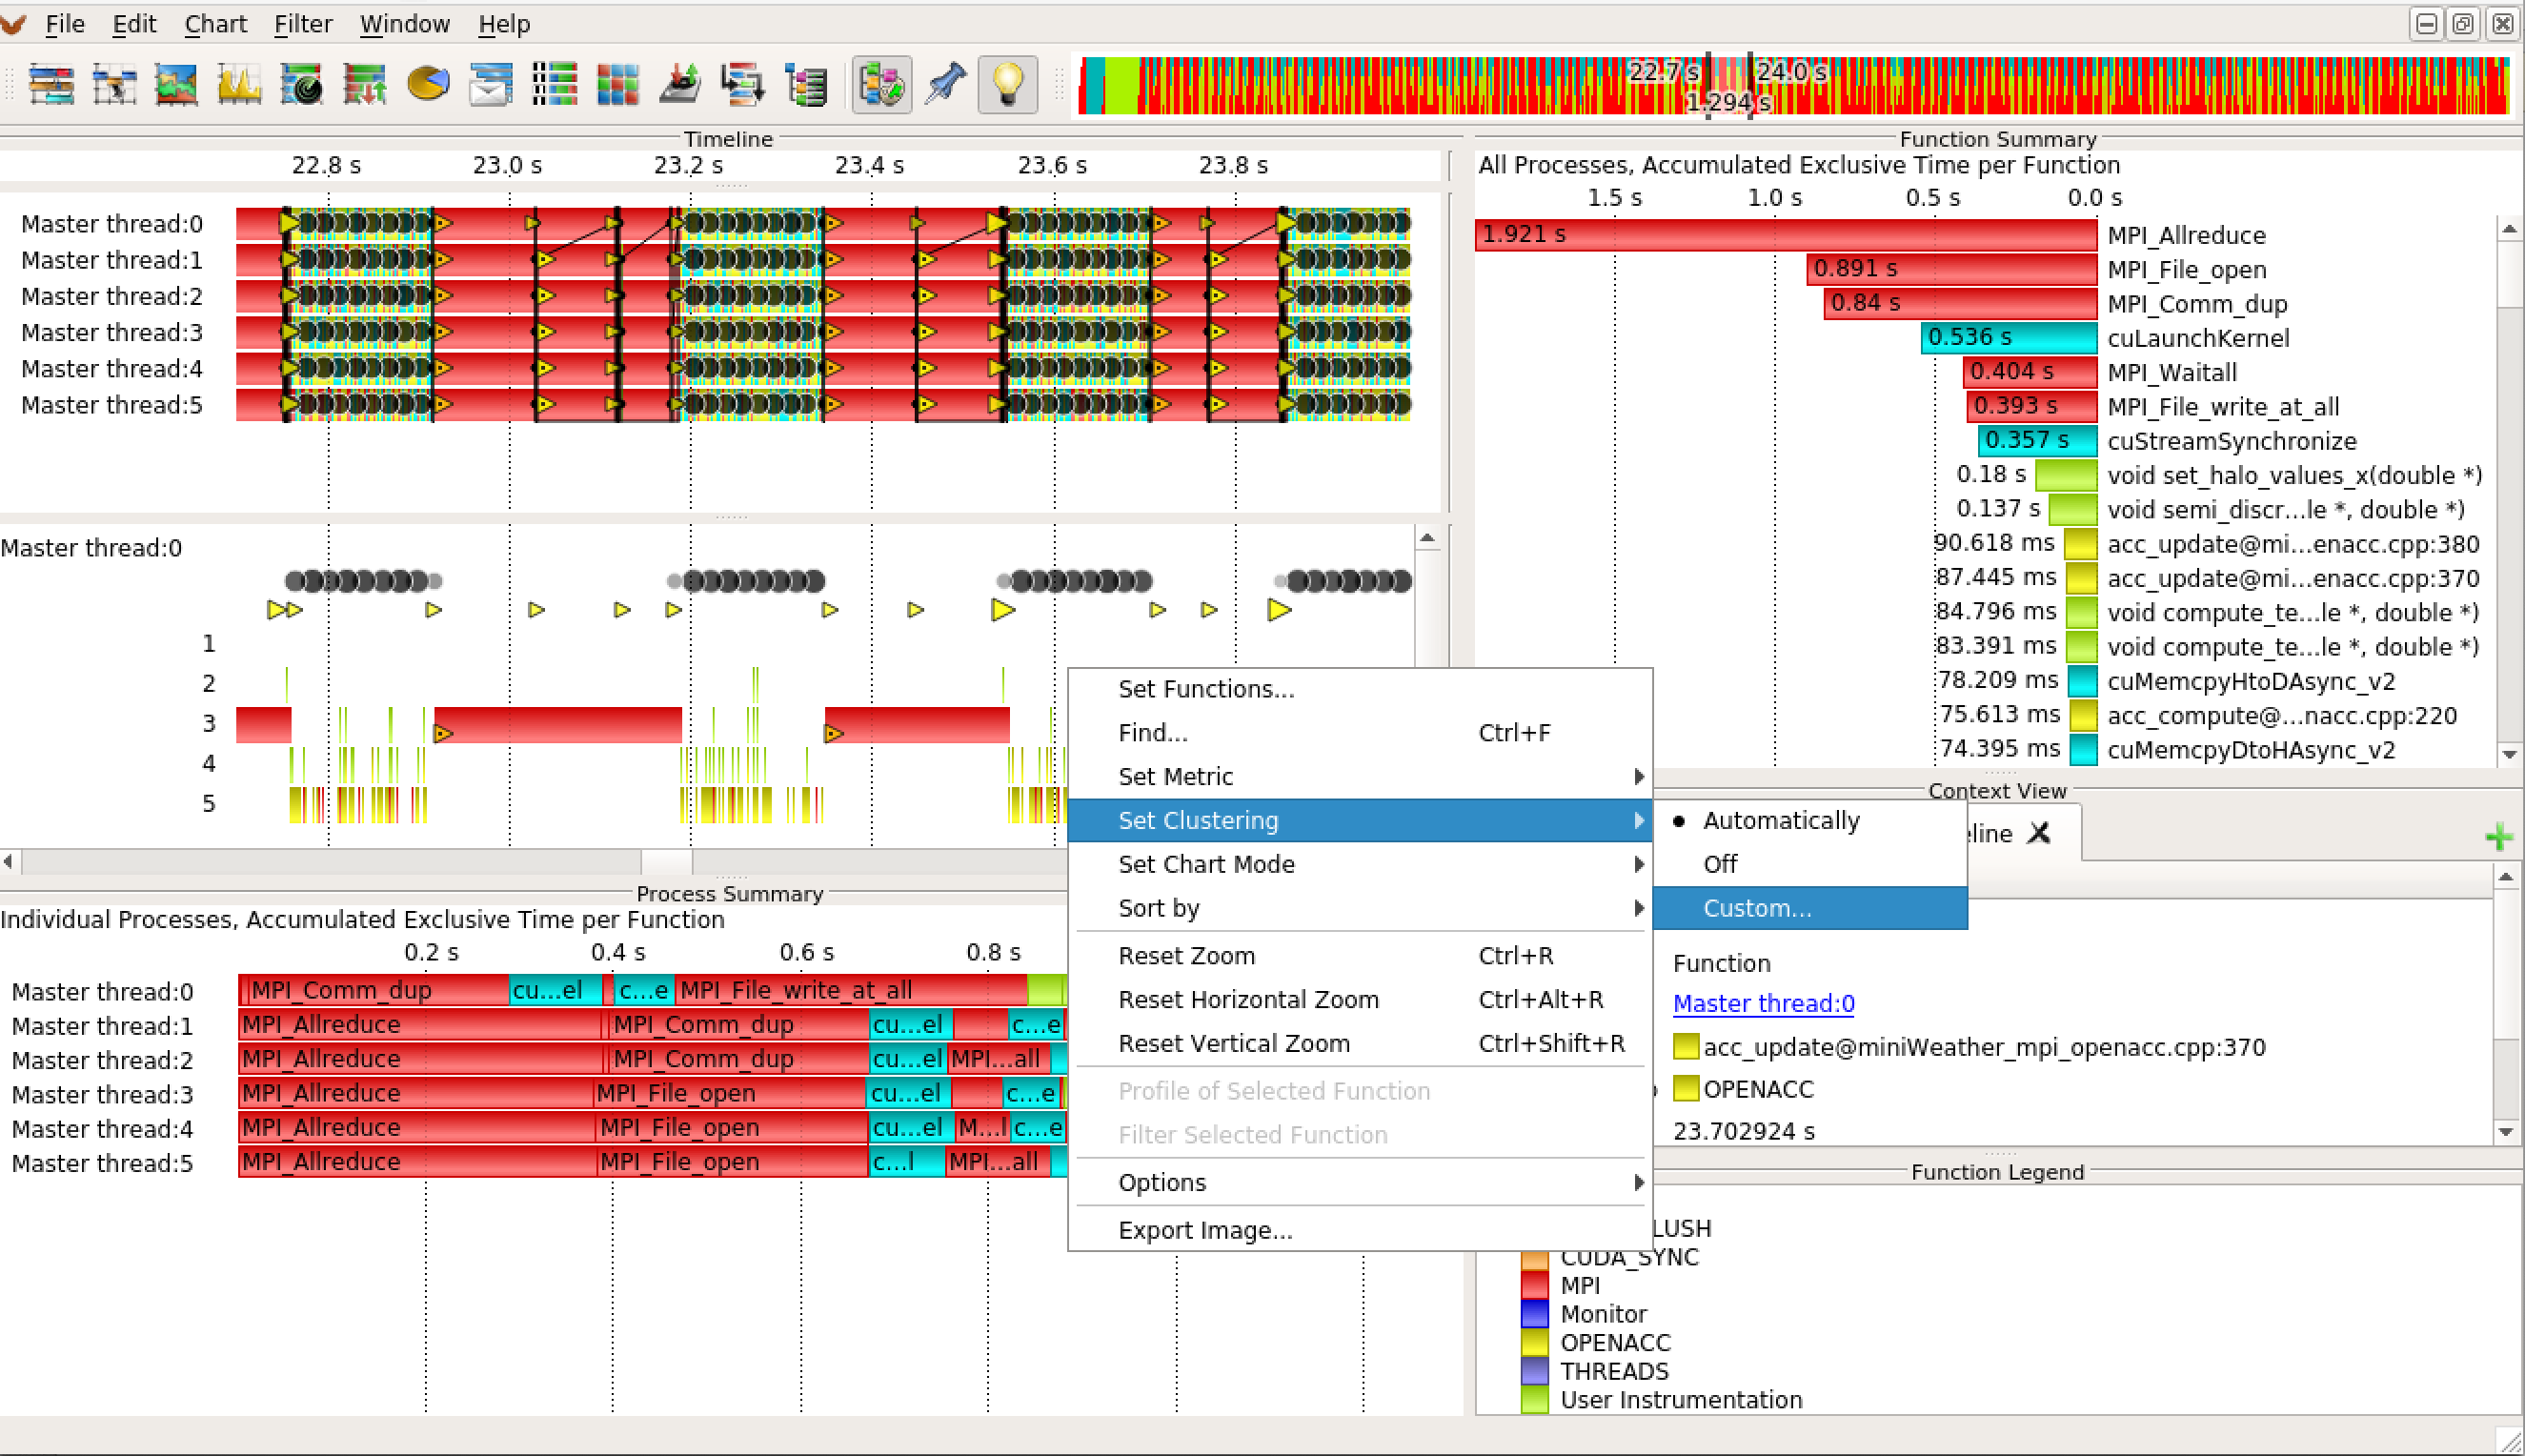 File Edit Chart Filter Window Help
22.7 s 24.0 s
1.294 s
Timeline
22.8 s 23.0 s 23.2 s 23.4 s 23.6 s 23.8 s
Master thread:0
Master thread:1
Master thread:2
Master thread:3
Master thread:4
Master thread:5
Master thread:0
1
2
3
4
5
Process Summary
Individual Processes, Accumulated Exclusive Time per Function
0.2 s 0.4 s 0.6 s 0.8 s
Master thread:0 MPI_Comm_dup cu...el c...e MPI_File_write_at_all
Master thread:1 MPI_Allreduce MPI_Comm_dup cu...el c...e
Master thread:2 MPI_Allreduce MPI_Comm_dup cu...el MPI...all
Master thread:3 MPI_Allreduce MPI_File_open cu...el c...e
Master thread:4 MPI_Allreduce MPI_File_open cu...el M...l c...e
Master thread:5 MPI_Allreduce MPI_File_open c...l MPI...all
Set Functions...
Find... Ctrl+F
Set Metric
Set Clustering
Set Chart Mode
Sort by
Reset Zoom Ctrl+R
Reset Horizontal Zoom Ctrl+Alt+R
Reset Vertical Zoom Ctrl+Shift+R
Profile of Selected Function
Filter Selected Function
Options
Export Image...
Automatically
Off
Custom...
Function Summary
All Processes, Accumulated Exclusive Time per Function
1.5 s 1.0 s 0.5 s 0.0 s
1.921 s MPI_Allreduce
0.891 s MPI_File_open
0.84 s MPI_Comm_dup
0.536 s cuLaunchKernel
0.404 s MPI_Waitall
0.393 s MPI_File_write_at_all
0.357 s cuStreamSynchronize
0.18 s void set_halo_values_x(double *)
0.137 s void semi_discr...le *, double *)
90.618 ms acc_update@mi...enacc.cpp:380
87.445 ms acc_update@mi...enacc.cpp:370
84.796 ms void compute_te...le *, double *)
83.391 ms void compute_te...le *, double *)
78.209 ms cuMemcpyHtoDAsync_v2
75.613 ms acc_compute@...nacc.cpp:220
74.395 ms cuMemcpyDtoHAsync_v2
Context View
eline
Function
Master thread:0
acc_update@miniWeather_mpi_openacc.cpp:370
OPENACC
23.702924 s
Function Legend
LUSH
CUDA_SYNC
MPI
Monitor
OPENACC
THREADS
User Instrumentation